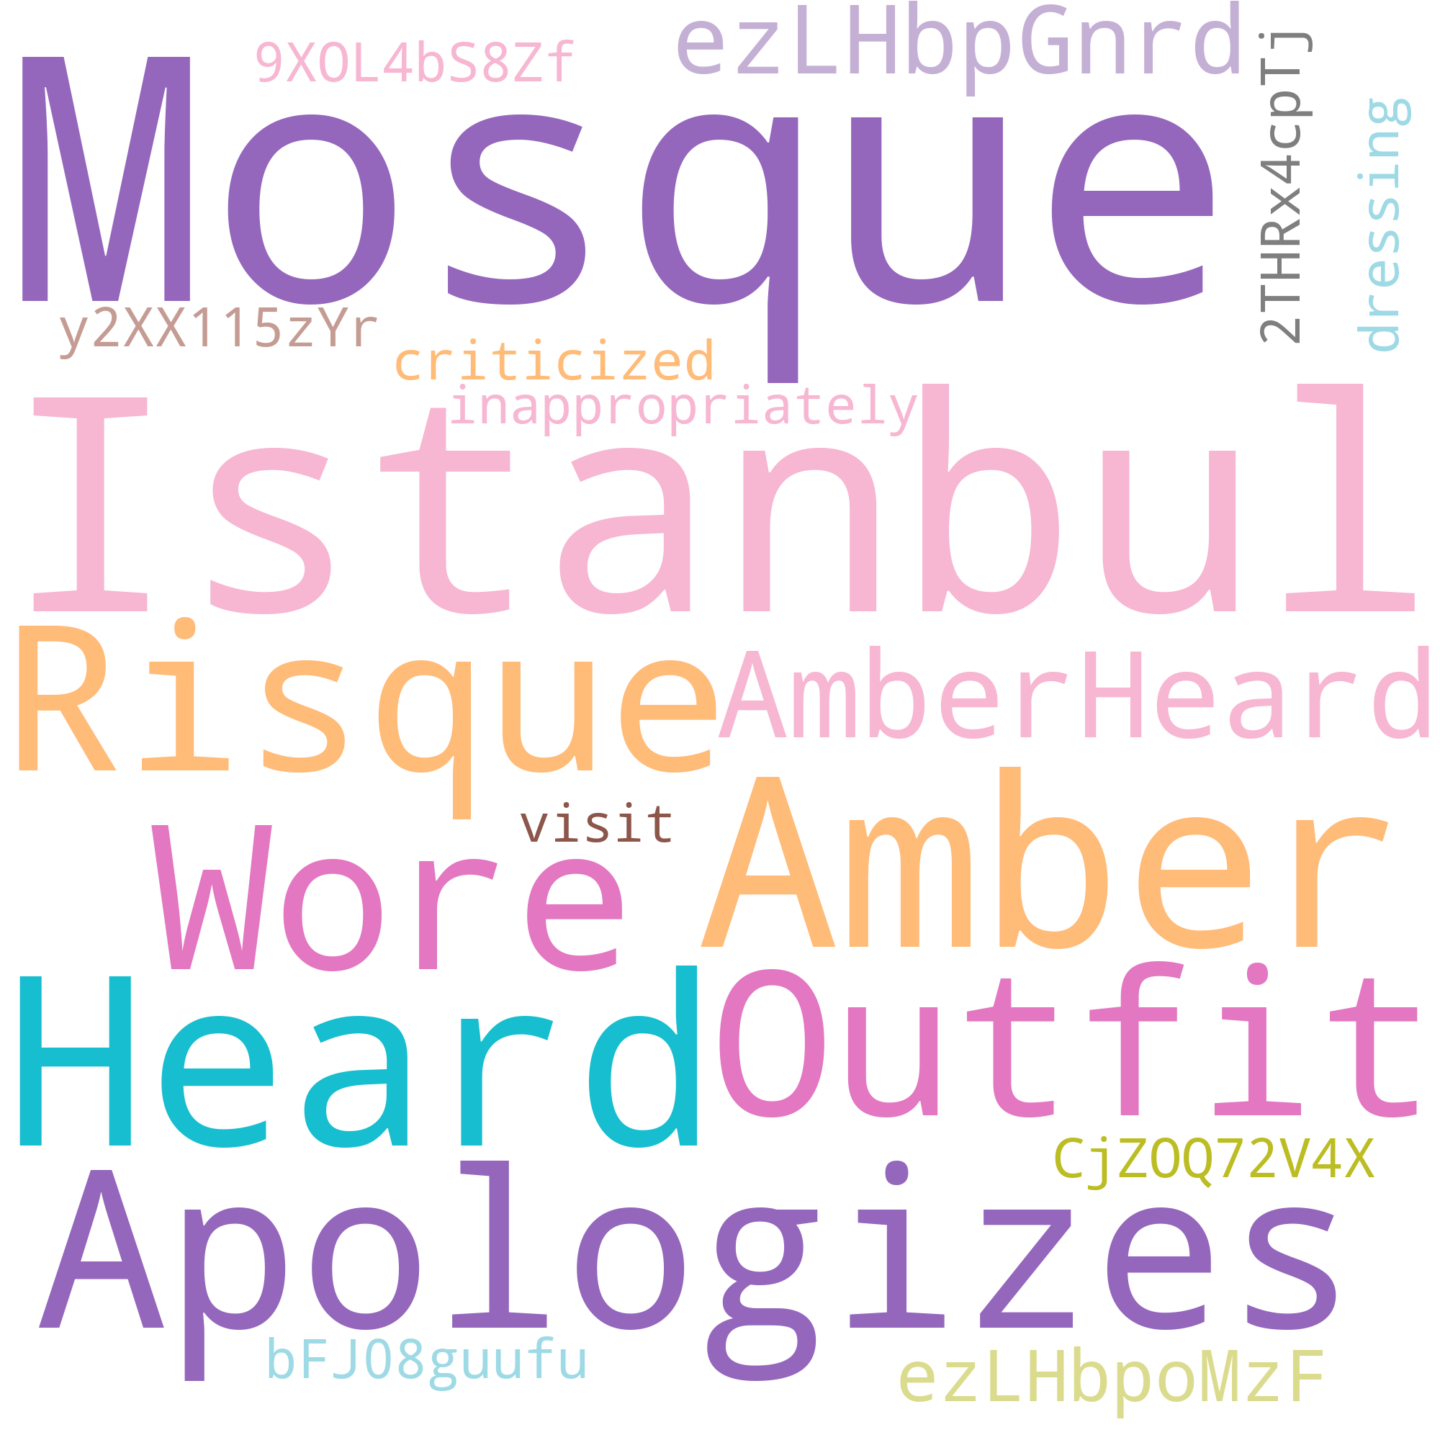 9XOL4bS8Zf
ezLHbpGnrd
Mosque
2THRx4cpTj
dressing
y2XX115zYr
criticized
inappropriately
Istanbul
Risque
AmberHeard
visit
Wore
Amber
Heard
Outfit
CjZOQ72V4X
Apologizes
bFJ08guufu
ezLHbpoMzF